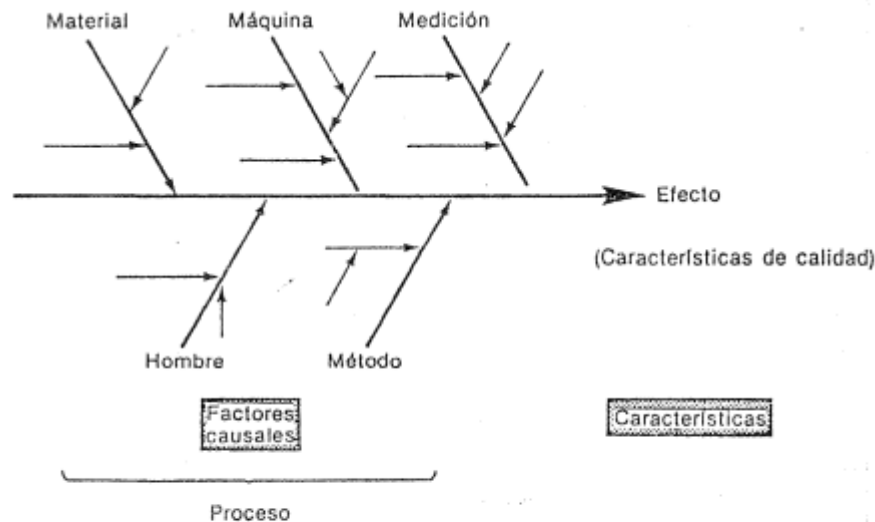 Material
Máquina
Medición
Efecto
(Características de calidad)
Hombre
Método
Factores
causales
Características
Proceso